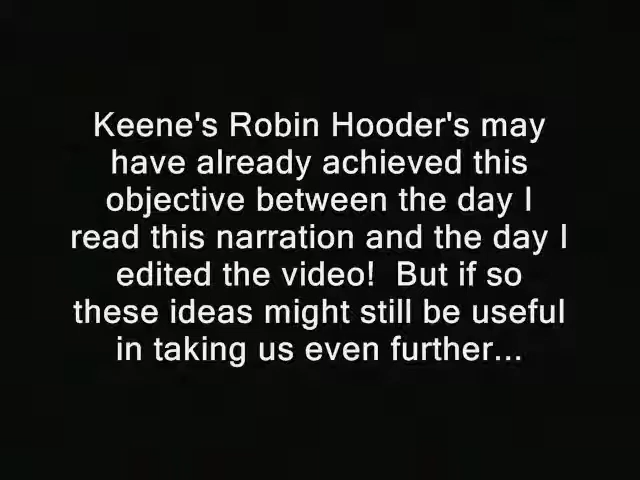 Keene's Robin Hooder's may
have already achieved this
objective between the day I
read this narration and the day I
edited the video!  But if so
these ideas might still be useful
in taking us even further...